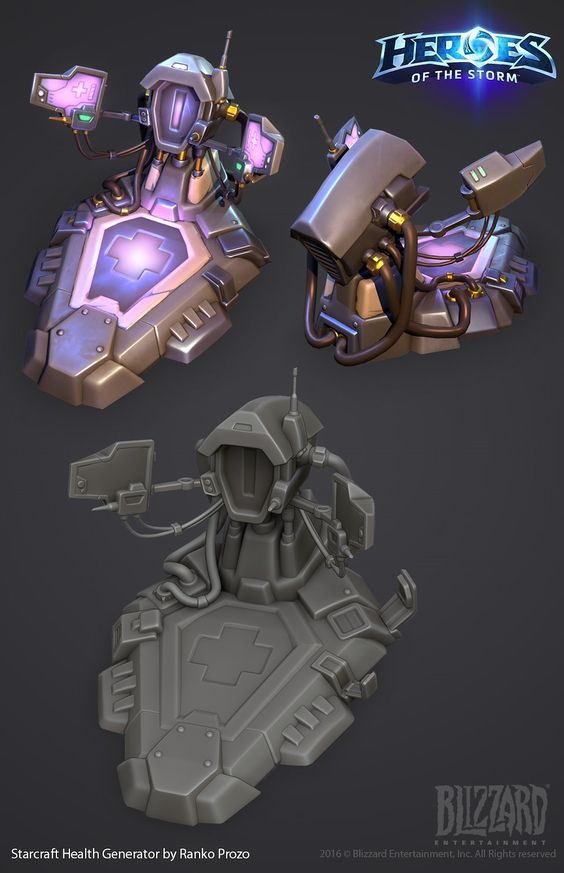 HEROES
OF THE STORM
BLIZZARD
ENTERTAINMENT
Starcraft Health Generator by Ranko Prozo
2016 © Blizzard Entertainment, Inc. All Rights reserved